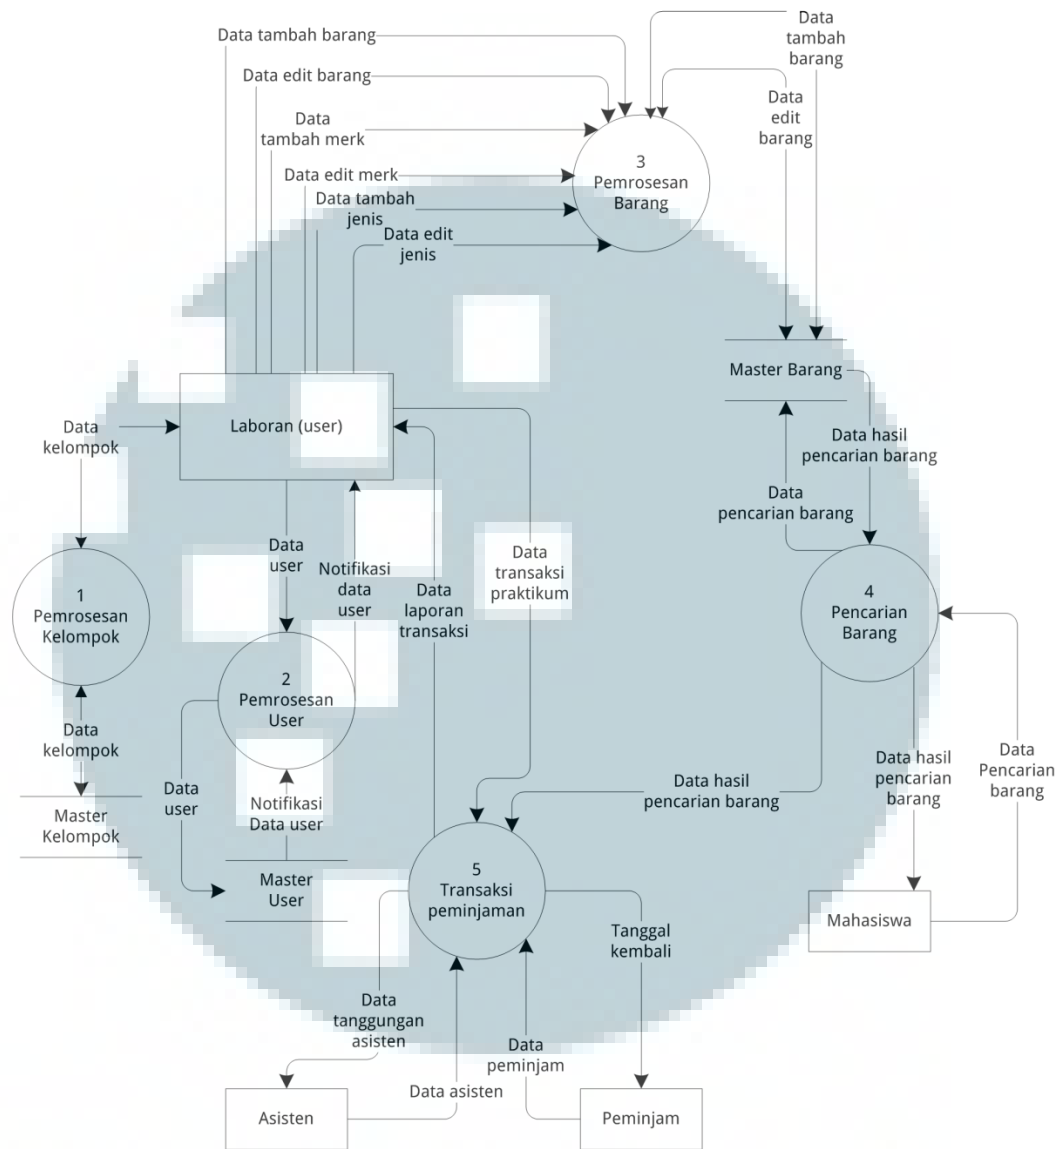 Data tambah barang
Data
tambah
barang
Data edit barang
Data
edit
barang
Data
tambah merk
3
Pemrosesan
Barang
Data edit merk
Data tambah
jenis
Data edit
jenis
Master Barang
Laboran (user)
Data
kelompok
Data hasil
pencarian barang
Data
pencarian barang
Data
user
Notifikasi
data
user
Data
laporan
transaksi
Data
transaksi
praktikum
1
Pemrosesan
Kelompok
4
Pencarian
Barang
2
Pemrosesan
User
Data
kelompok
Data
user
Notifikasi
Data user
Data hasil
pencarian barang
Data hasil
pencarian
barang
Data
Pencarian
barang
Master
Kelompok
Master
User
5
Transaksi
peminjaman
Tanggal
kembali
Mahasiswa
Data
tanggungan
asisten
Data
peminjam
Data asisten
Asisten
Peminjam